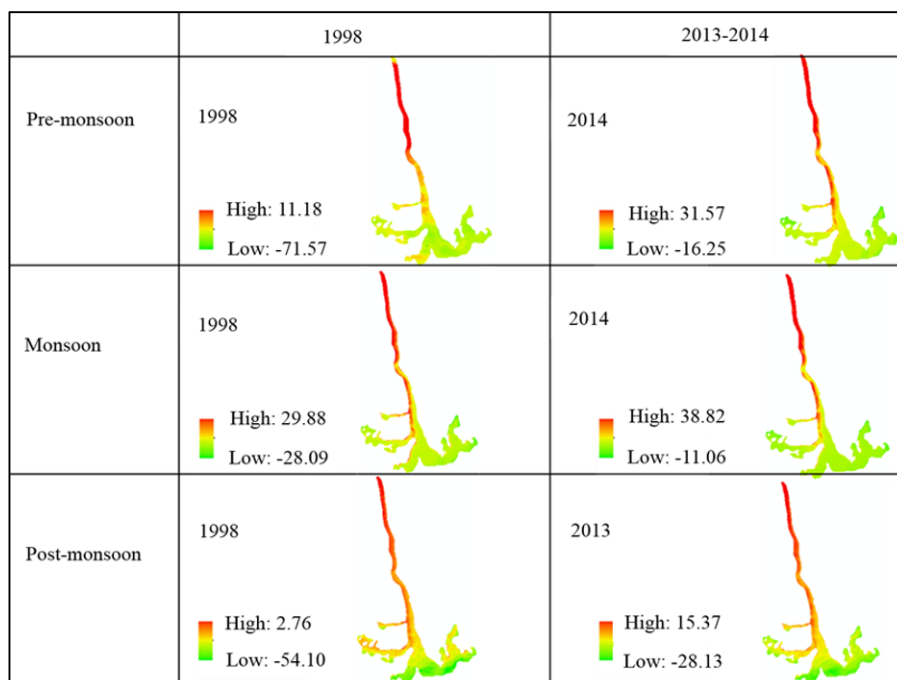 1998
2013-2014
Pre-monsoon
1998
High: 11.18
Low: -71.57
2014
High: 31.57
Low: -16.25
Monsoon
1998
High: 29.88
Low: -28.09
2014
High: 38.82
Low: -11.06
Post-monsoon
1998
High: 2.76
Low: -54.10
2013
High: 15.37
Low: -28.13